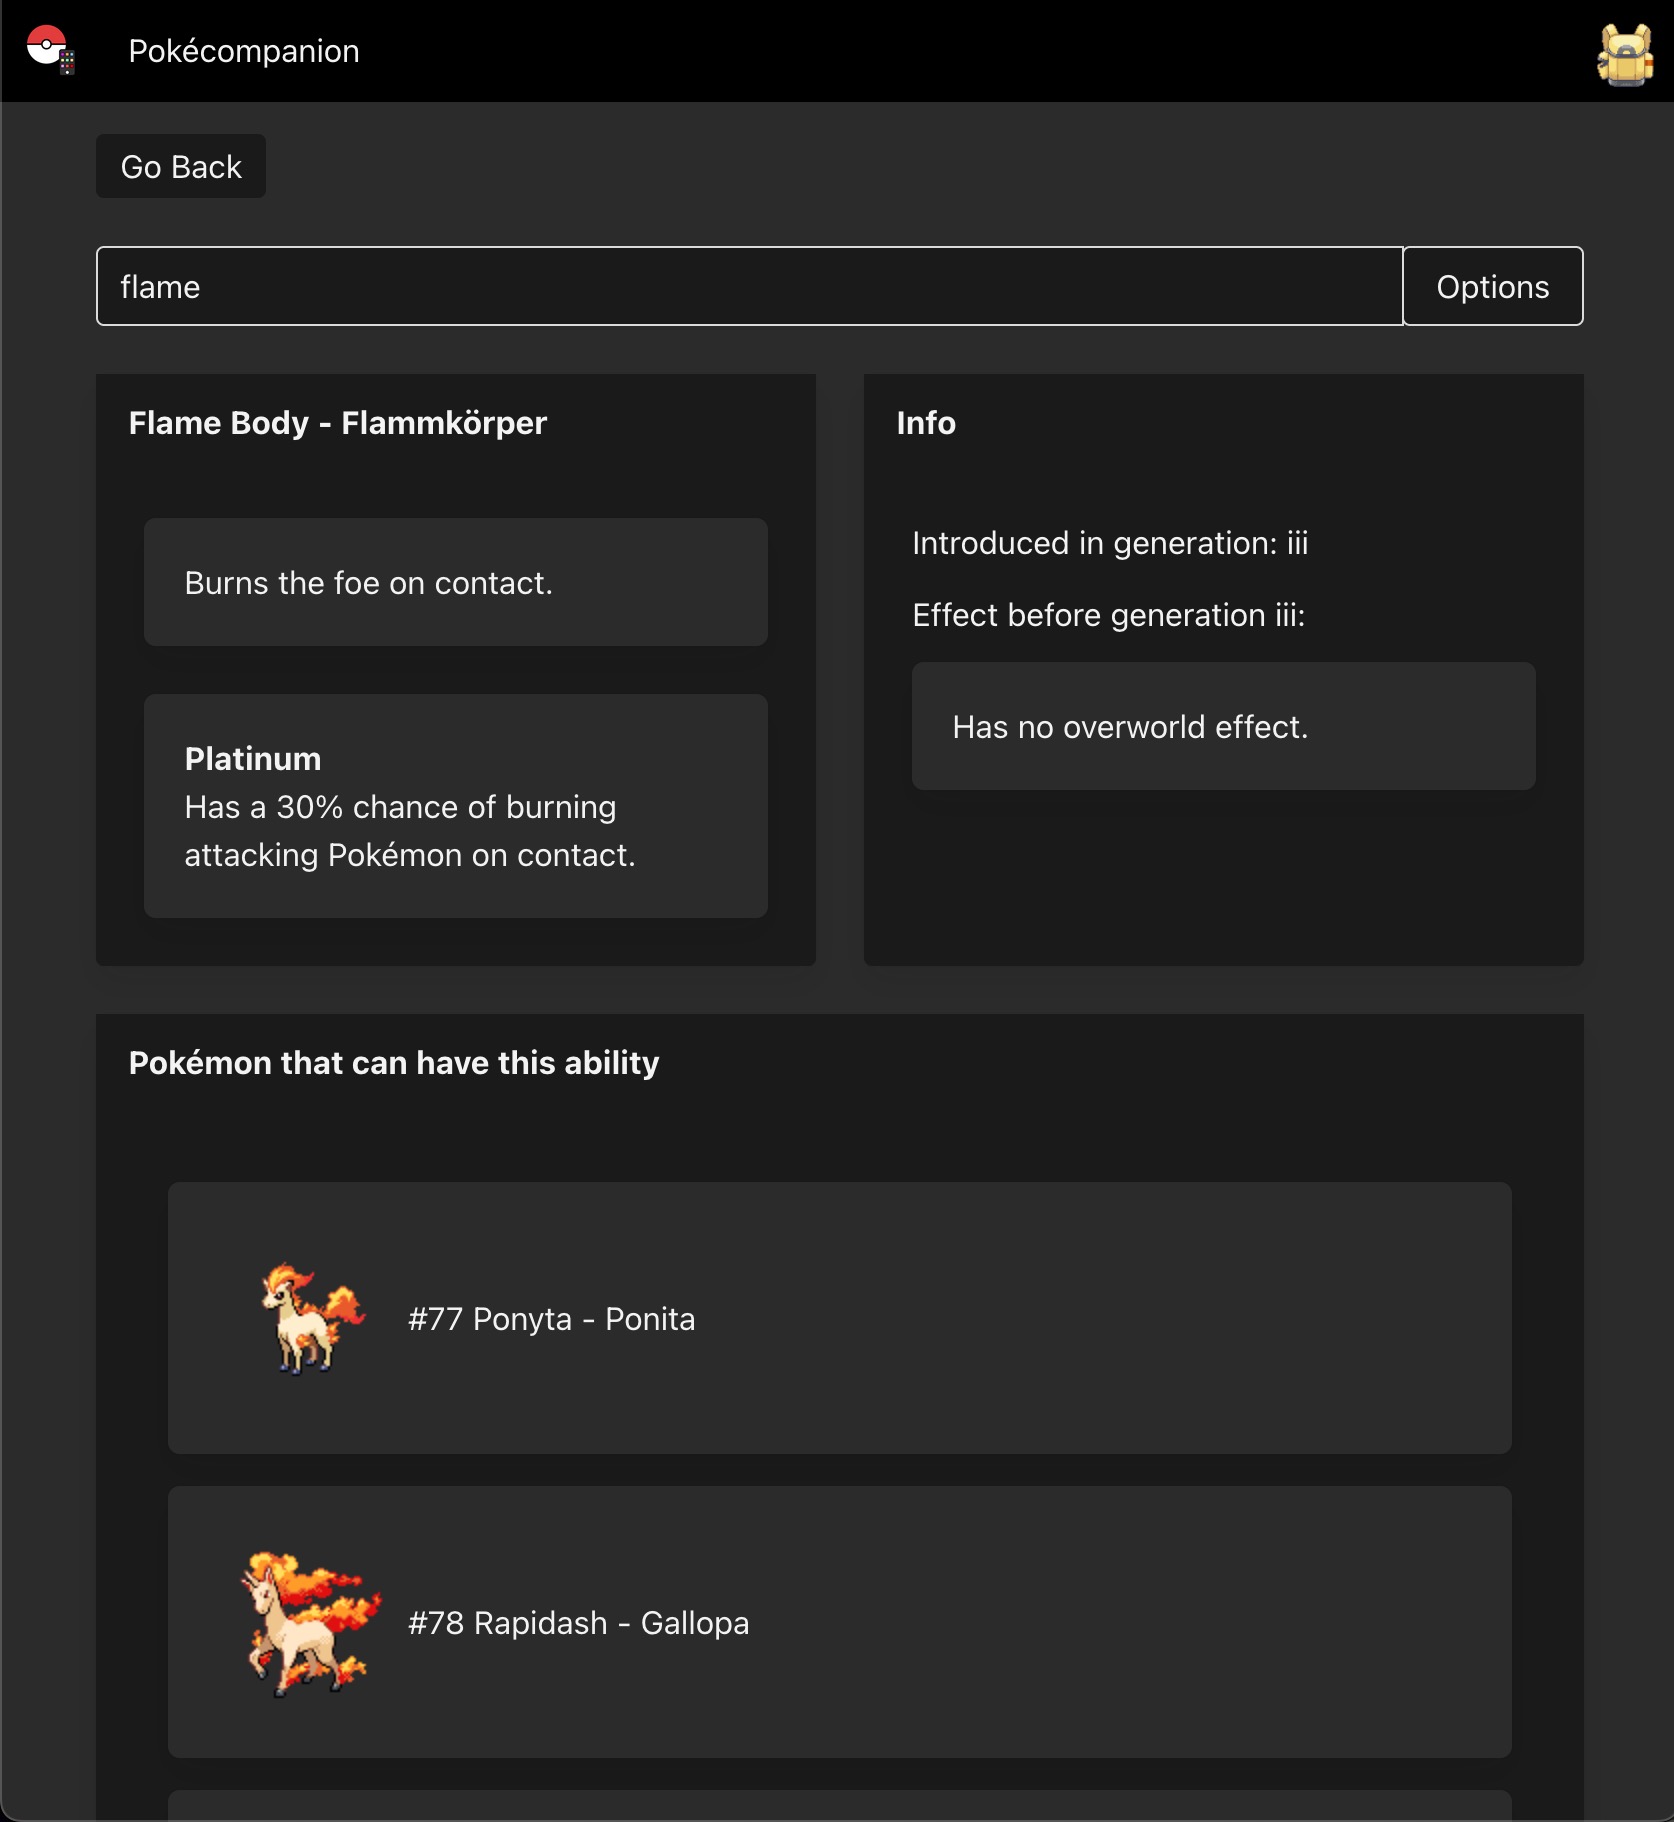 Pokécompanion
Go Back
flame
Options
Flame Body - Flammkörper
Burns the foe on contact.
Platinum
Has a 30% chance of burning
attacking Pokémon on contact.
Info
Introduced in generation: iii
Effect before generation iii:
Has no overworld effect.
Pokémon that can have this ability
#77 Ponyta - Ponita
#78 Rapidash - Gallopa